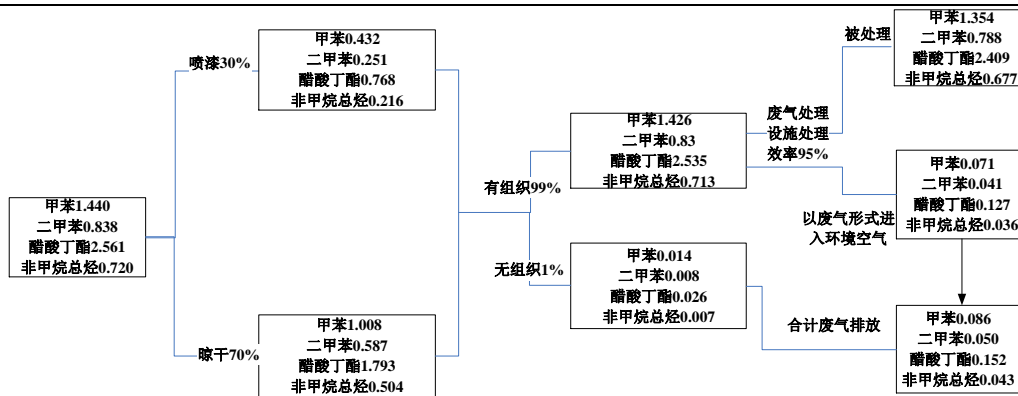 甲苯1.440
二甲苯0.838
醋酸丁酯2.561
非甲烷总烃0.720
喷漆30%
甲苯0.432
二甲苯0.251
醋酸丁酯0.768
非甲烷总烃0.216
晾干70%
甲苯1.008
二甲苯0.587
醋酸丁酯1.793
非甲烷总烃0.504
有组织99%
甲苯1.426
二甲苯0.83
醋酸丁酯2.535
非甲烷总烃0.713
无组织1%
甲苯0.014
二甲苯0.008
醋酸丁酯0.026
非甲烷总烃0.007
被处理
废气处理
设施处理
效率95%
甲苯1.354
二甲苯0.788
醋酸丁酯2.409
非甲烷总烃0.677
以废气形式进
入环境空气
甲苯0.071
二甲苯0.041
醋酸丁酯0.127
非甲烷总烃0.036
合计废气排放
甲苯0.086
二甲苯0.050
醋酸丁酯0.152
非甲烷总烃0.043